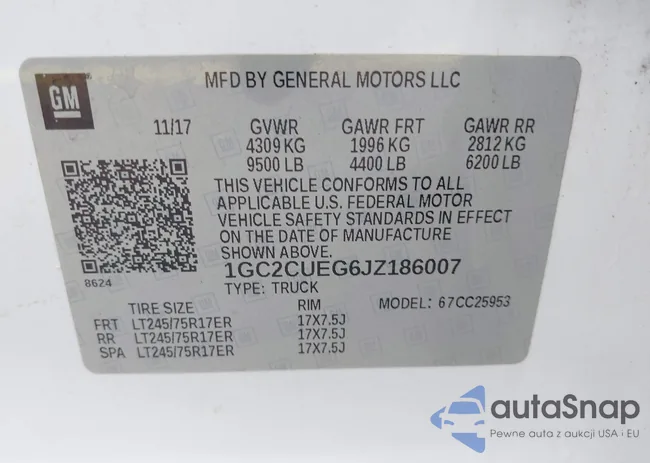 GM
MFD BY GENERAL MOTORS LLC
11/17 GVWR GAWR FRT GAWR RR
4309 KG 1996 KG 2812 KG
9500 LB 4400 LB 6200 LB
THIS VEHICLE CONFORMS TO ALL
APPLICABLE U.S. FEDERAL MOTOR
VEHICLE SAFETY STANDARDS IN EFFECT
ON THE DATE OF MANUFACTURE
SHOWN ABOVE.
8624
1GC2CUEG6JZ186007
TYPE: TRUCK
TIRE SIZE RIM MODEL: 67CC25953
FRT LT245/75R17ER 17X7.5J
RR LT245/75R17ER 17X7.5J
SPA LT245/75R17ER 17X7.5J
autaSnap
Pewne auta z aukcji USA i EU